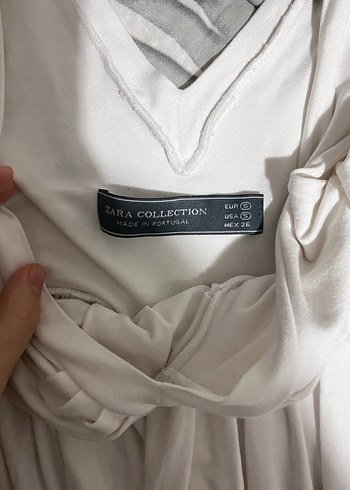 ZARA COLLECTION
MADE IN PORTUGAL
EUR S
USA S
MEX 26